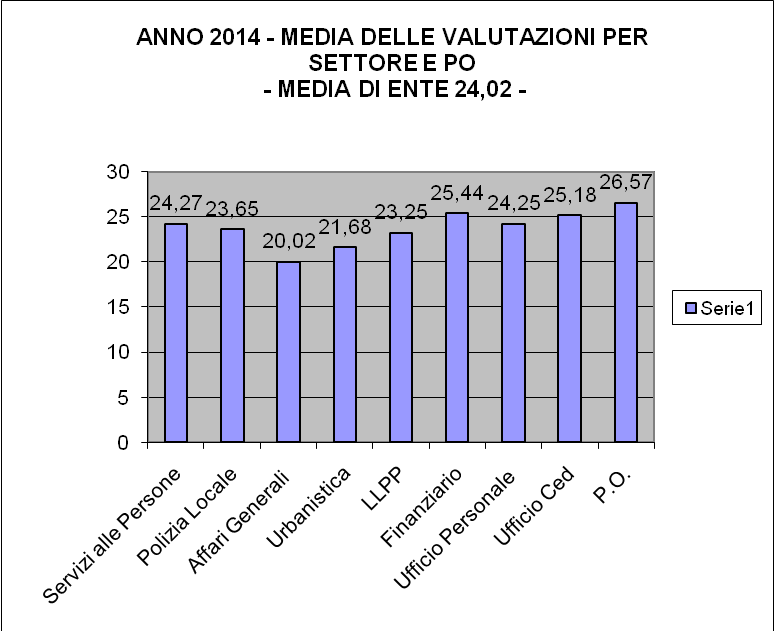 ANNO 2014 - MEDIA DELLE VALUTAZIONI PER
SETTORE E PO
- MEDIA DI ENTE 24,02 -
30
25
20
15
10
5
0
24,27
23,65
20,02
21,68
23,25
25,44
24,25
25,18
26,57
Servizi alle Persone
Polizia Locale
Affari Generali
Urbanistica
LLPP
Finanziario
Ufficio Personale
Ufficio Ced
P.O.
Serie1